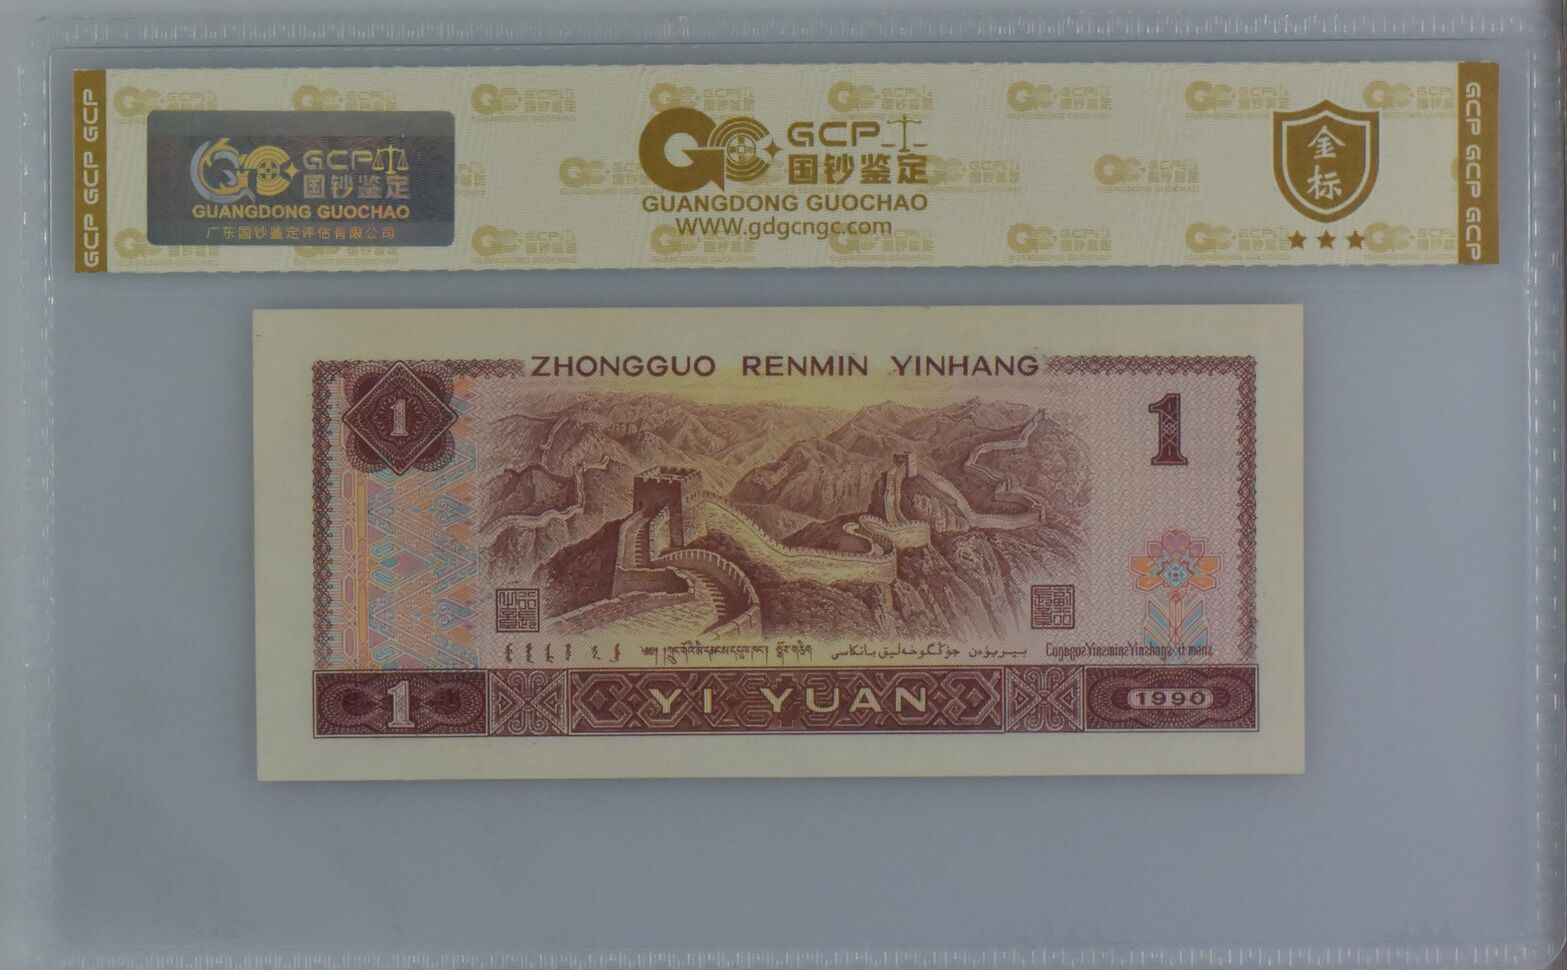 GCP GCP GCP
GCP 国钞鉴定
GUANGDONG GUOCHAO
广东国钞鉴定评估有限公司
GCP 国钞鉴定
GUANGDONG GUOCHAO
WWW.gdgcngc.com
金标
GCP GCP GCP
ZHONGGUO RENMIN YINHANG
1
1
1
YI YUAN
1990